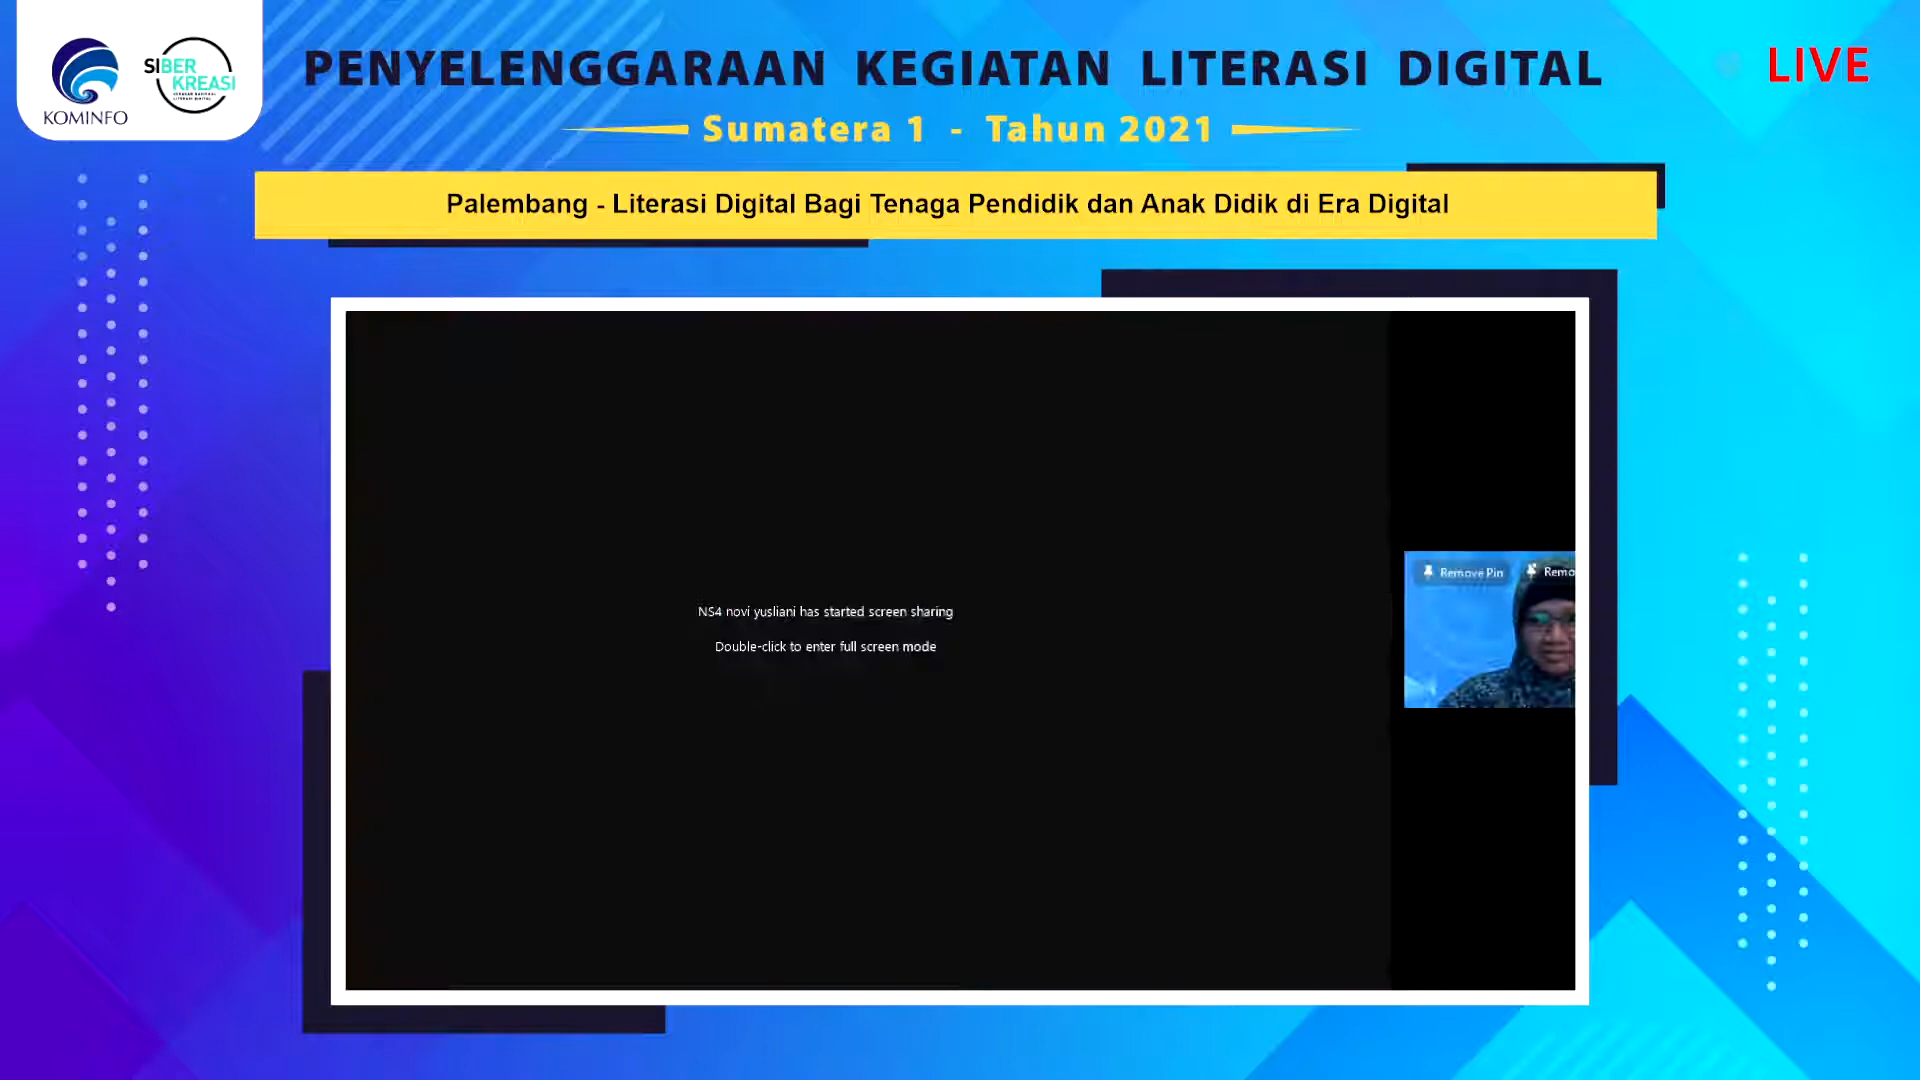 KOMINFO
SIBER
KREASI
PENYELENGGARAAN KEGIATAN LITERASI DIGITAL
LIVE
Sumatera 1 - Tahun 2021
Palembang - Literasi Digital Bagi Tenaga Pendidik dan Anak Didik di Era Digital
Remove Pin
Remo
NS4 novi yusliani has started screen sharing
Double-click to enter full screen mode